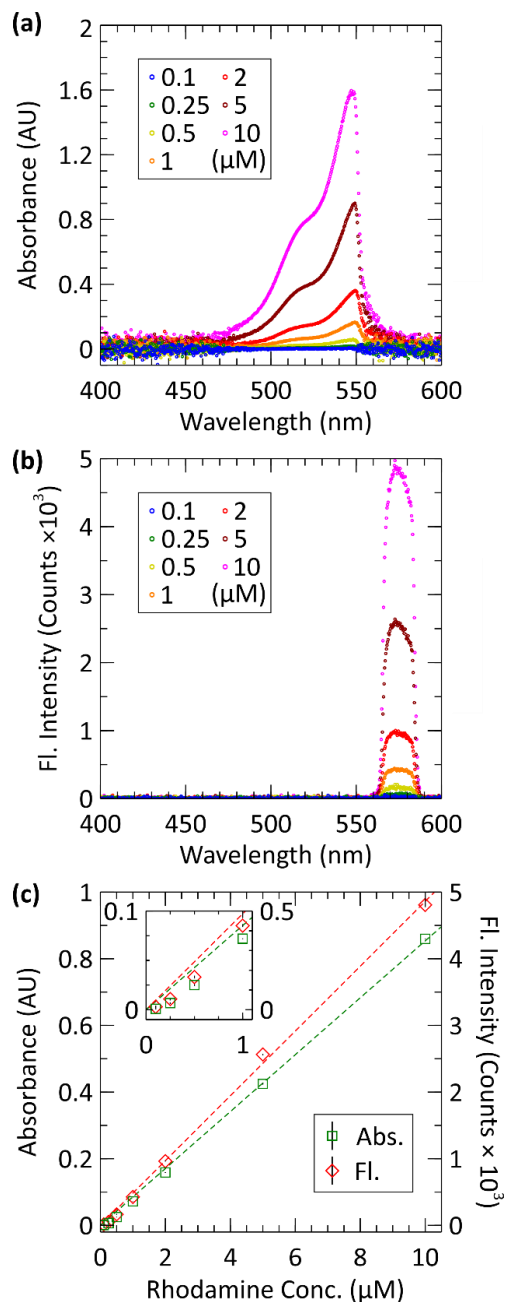 (a)
2
1.6
1.2
0.8
0.4
0
Absorbance (AU)
0.1 2
0.25 5
0.5 10
1 (μM)
400 450 500 550 600
Wavelength (nm)
(b)
5
4
3
2
1
0
Fl. Intensity (Counts ×10³)
0.1 2
0.25 5
0.5 10
1 (μM)
400 450 500 550 600
Wavelength (nm)
(c)
1
0.8
0.6
0.4
0.2
0
Absorbance (AU)
0.1 0.5
0 0
0 1
5
4
3
2
1
0
Fl. Intensity (Counts × 10³)
Abs.
Fl.
0 2 4 6 8 10
Rhodamine Conc. (μM)